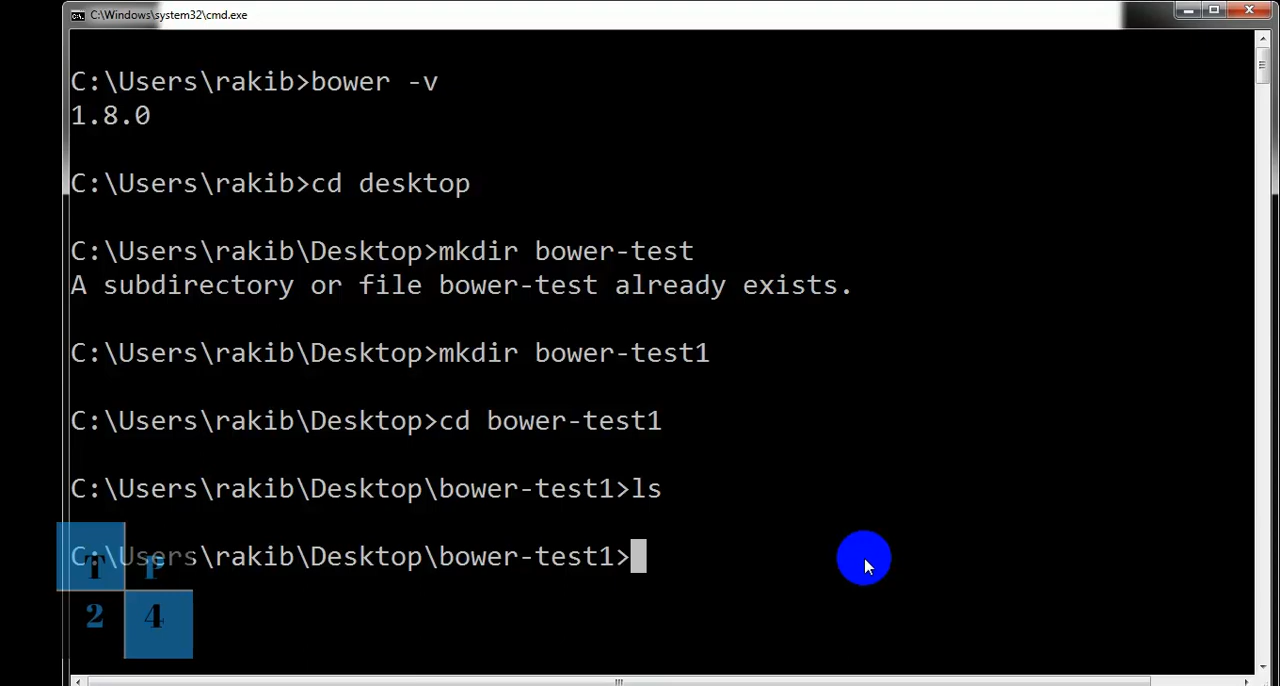 C:\Windows\system32\cmd.exe
C:\Users\rakib>bower -v
1.8.0
C:\Users\rakib>cd desktop
C:\Users\rakib\Desktop>mkdir bower-test
A subdirectory or file bower-test already exists.
C:\Users\rakib\Desktop>mkdir bower-test1
C:\Users\rakib\Desktop>cd bower-test1
C:\Users\rakib\Desktop\bower-test1>ls
C:\Users\rakib\Desktop\bower-test1>
T P
2 4